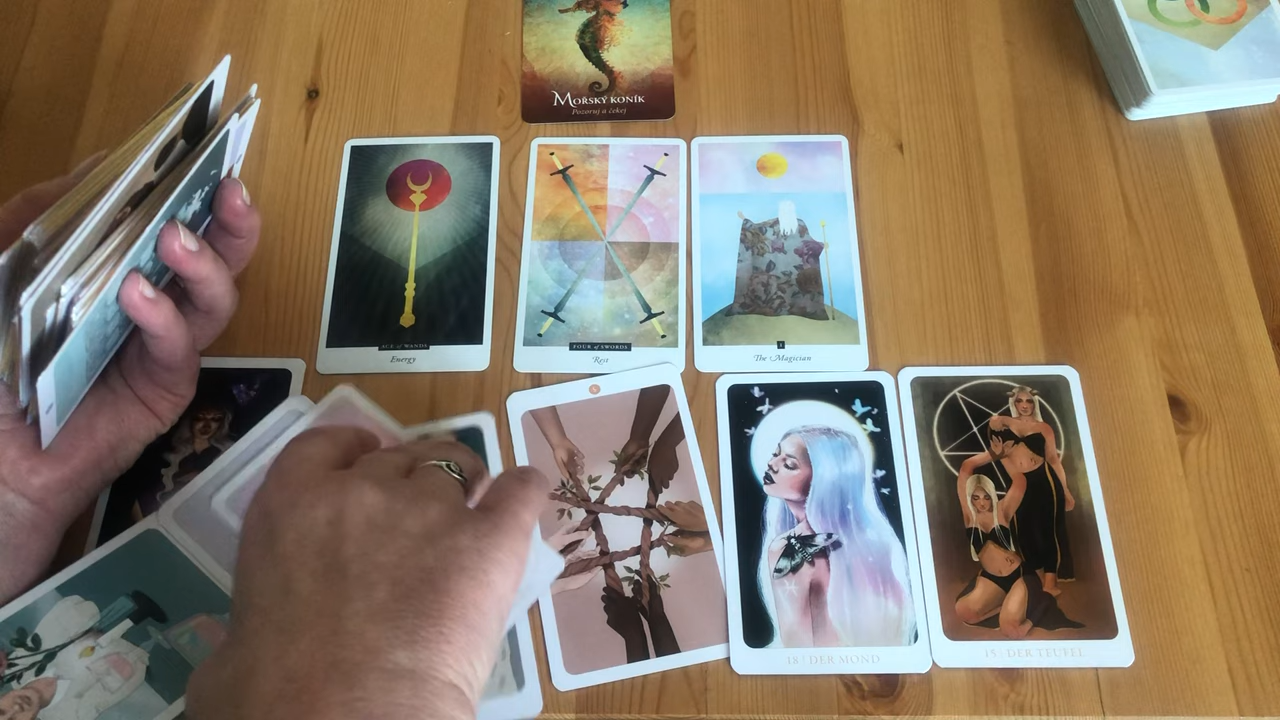 MOŘSKÝ KONÍK
Pozoruj a čekej
ACE of WANDS
Energy
FOUR of SWORDS
Rest
I
The Magician
18 | DER MOND
15 | DER TEUFEL